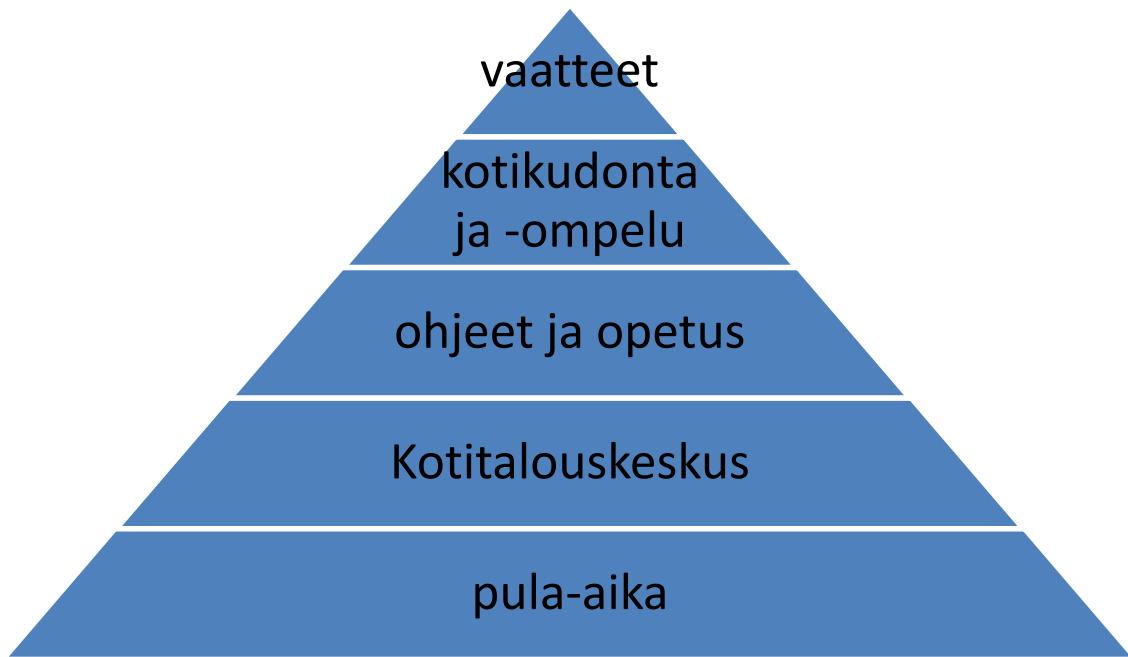 vaatteet
kotikudonta
ja -ompelu
ohjeet ja opetus
Kotitalouskeskus
pula-aika